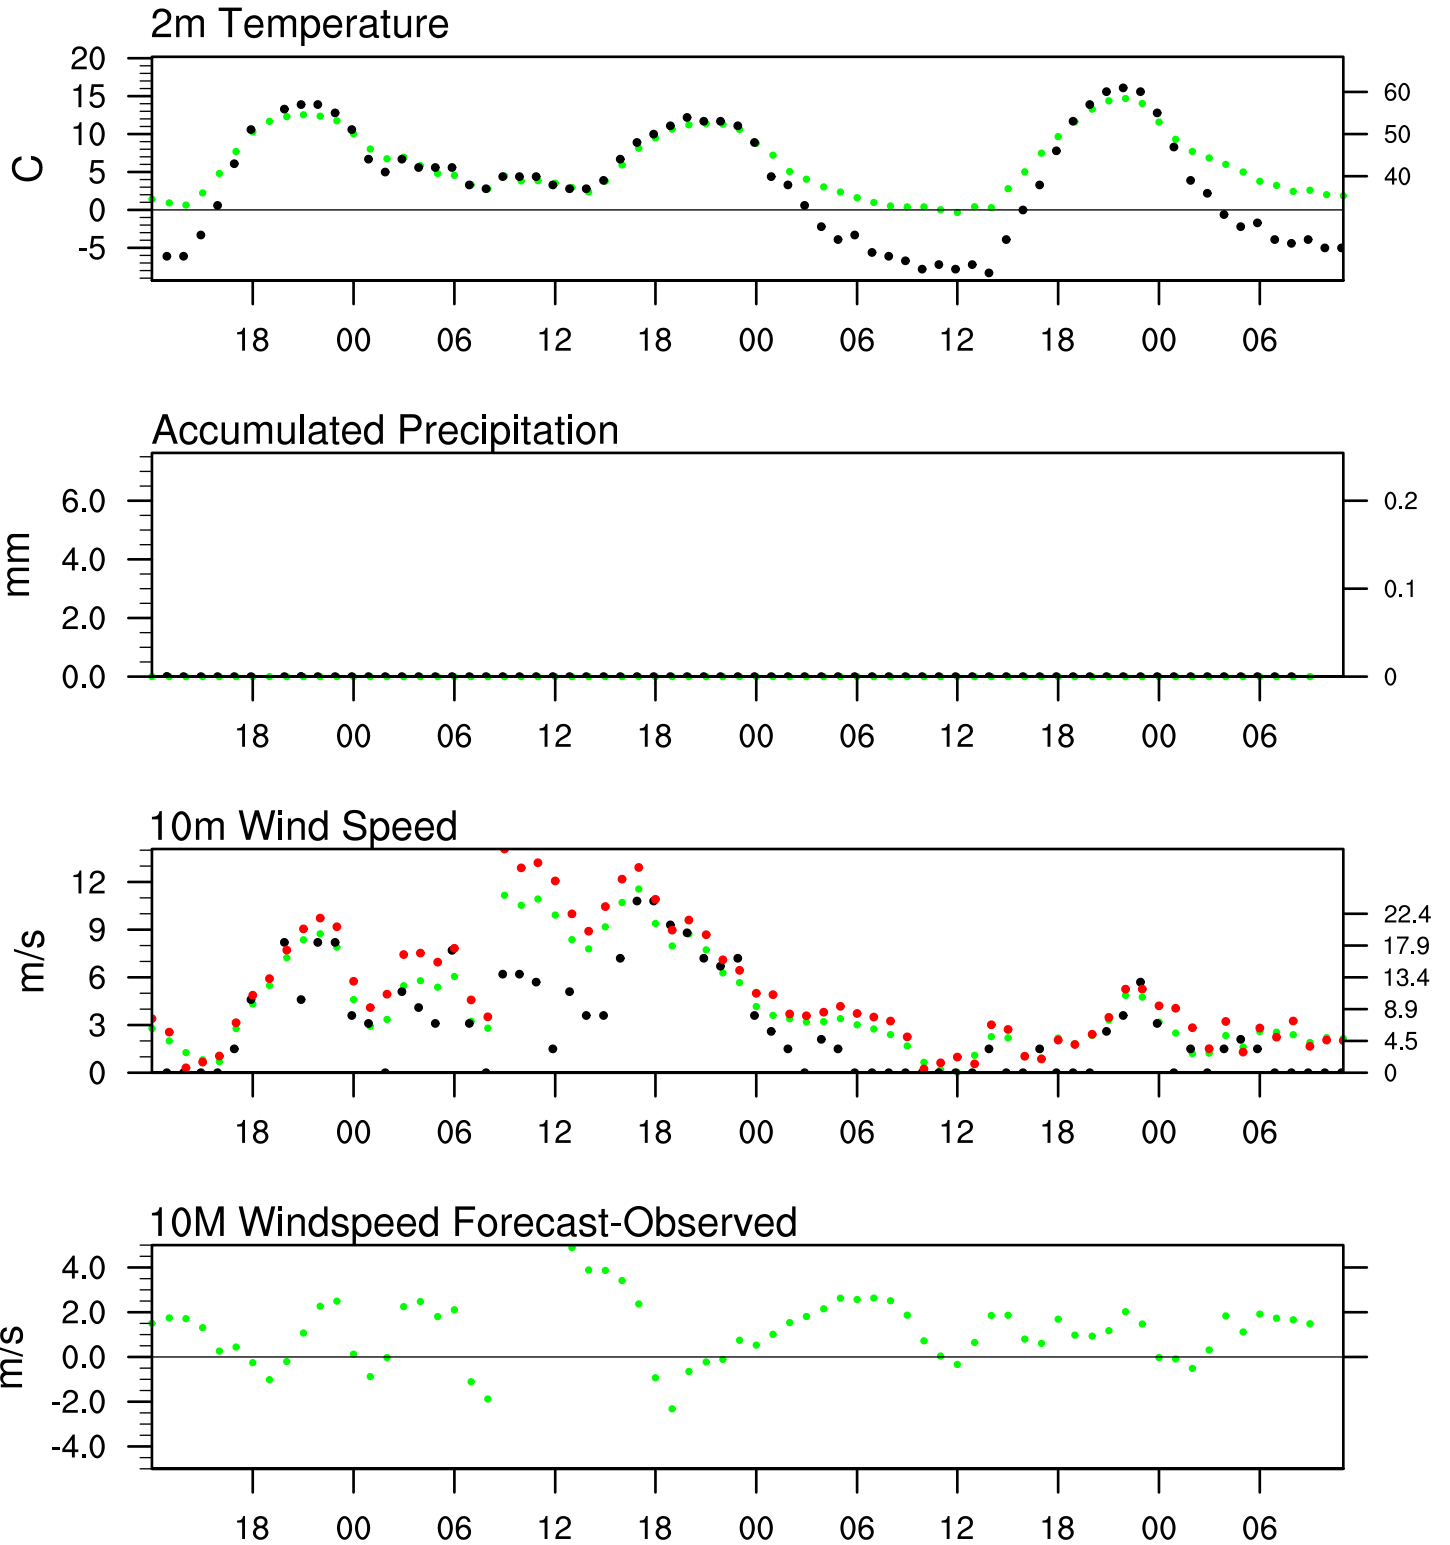 2m Temperature
C
20
15
10
5
0
-5
60
50
40
18 00 06 12 18 00 06 12 18 00 06
Accumulated Precipitation
mm
6.0
4.0
2.0
0.0
0.2
0.1
0
18 00 06 12 18 00 06 12 18 00 06
10m Wind Speed
m/s
12
9
6
3
0
22.4
17.9
13.4
8.9
4.5
0
18 00 06 12 18 00 06 12 18 00 06
10M Windspeed Forecast-Observed
m/s
4.0
2.0
0.0
-2.0
-4.0
18 00 06 12 18 00 06 12 18 00 06